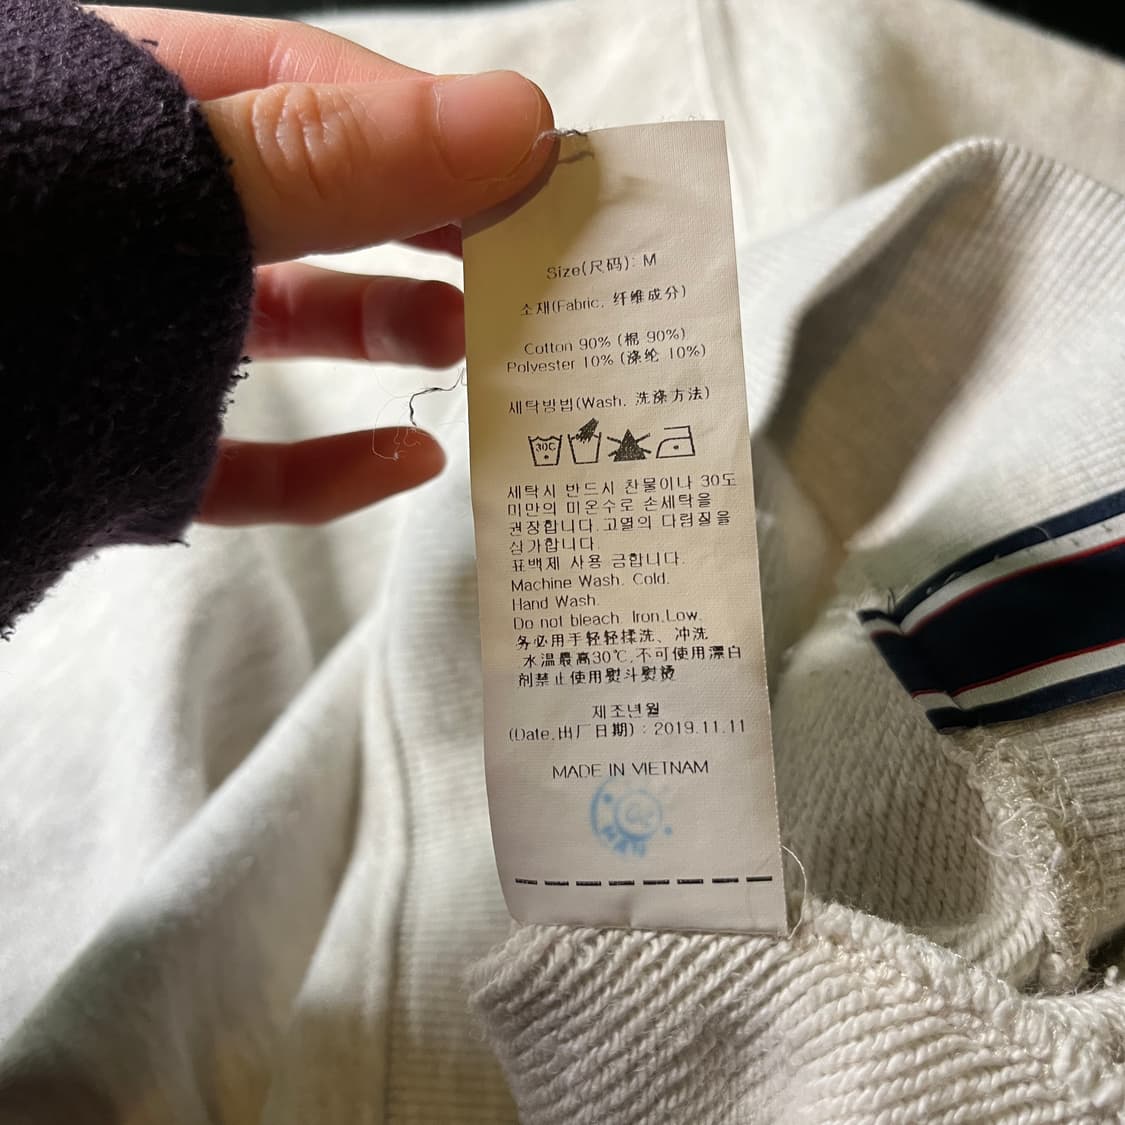 Size(尺码): M
소재(Fabric, 纤维成分)
Cotton 90% (棉 90%)
Polyester 10% (涤纶 10%)
세탁방법(Wash, 洗涤方法)
30C
세탁시 반드시 찬물이나 30도
미만의 미온수로 손세탁을
권장합니다.고열의 다림질을
삼가합니다.
표백제 사용 금합니다.
Machine Wash. Cold.
Hand Wash.
Do not bleach. Iron.Low.
务必用手轻轻揉洗、冲洗
水温最高30℃,不可使用漂白
剂禁止使用熨斗熨烫
제조년월
(Date,出厂日期) : 2019.11.11
MADE IN VIETNAM